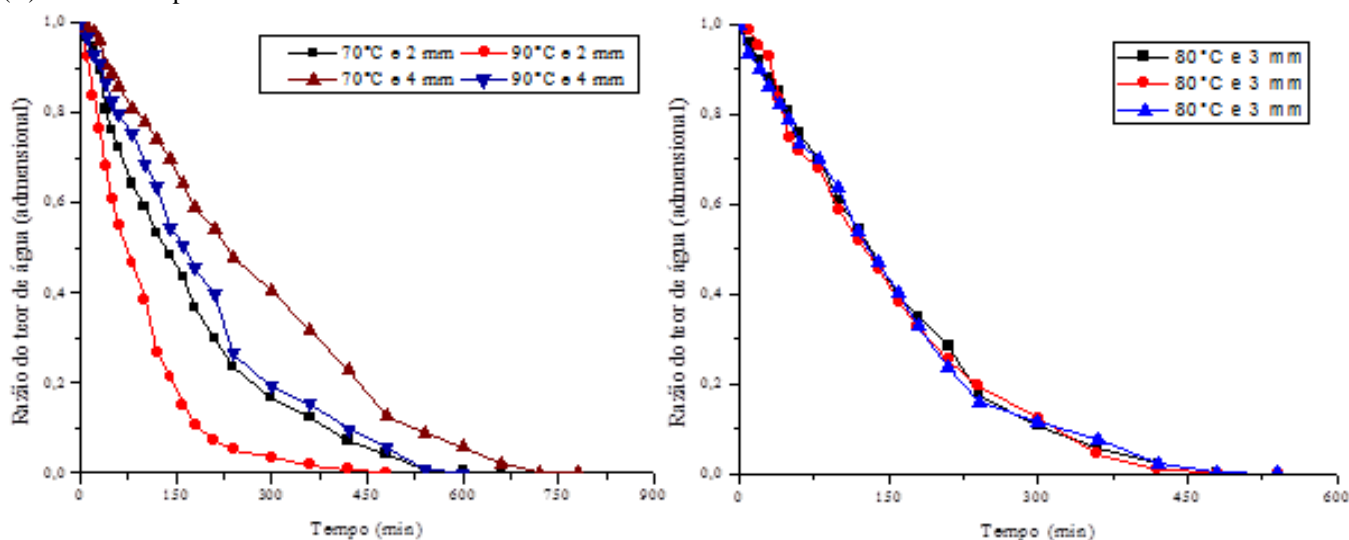 1,0
0,8
0,6
0,4
0,2
0,0
Razão do teor de água (admensional)
70°C e 2 mm 90°C e 2 mm
70°C e 4 mm 90°C e 4 mm
0 150 300 450 600 750 900
Tempo (min)
1,0
0,8
0,6
0,4
0,2
0,0
Razão do teor de água (admensional)
80°C e 3 mm
80°C e 3 mm
80°C e 3 mm
0 150 300 450 600
Tempo (min)